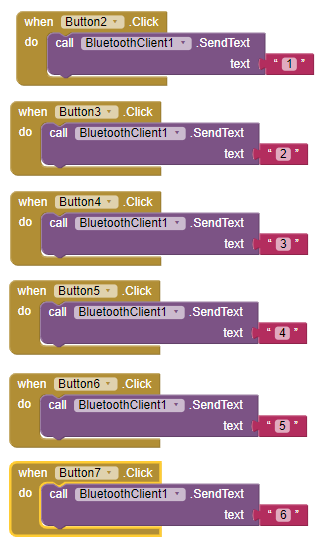 when Button2 .Click
do call BluetoothClient1 .SendText
text " 1 "
when Button3 .Click
do call BluetoothClient1 .SendText
text " 2 "
when Button4 .Click
do call BluetoothClient1 .SendText
text " 3 "
when Button5 .Click
do call BluetoothClient1 .SendText
text " 4 "
when Button6 .Click
do call BluetoothClient1 .SendText
text " 5 "
when Button7 .Click
do call BluetoothClient1 .SendText
text " 6 "